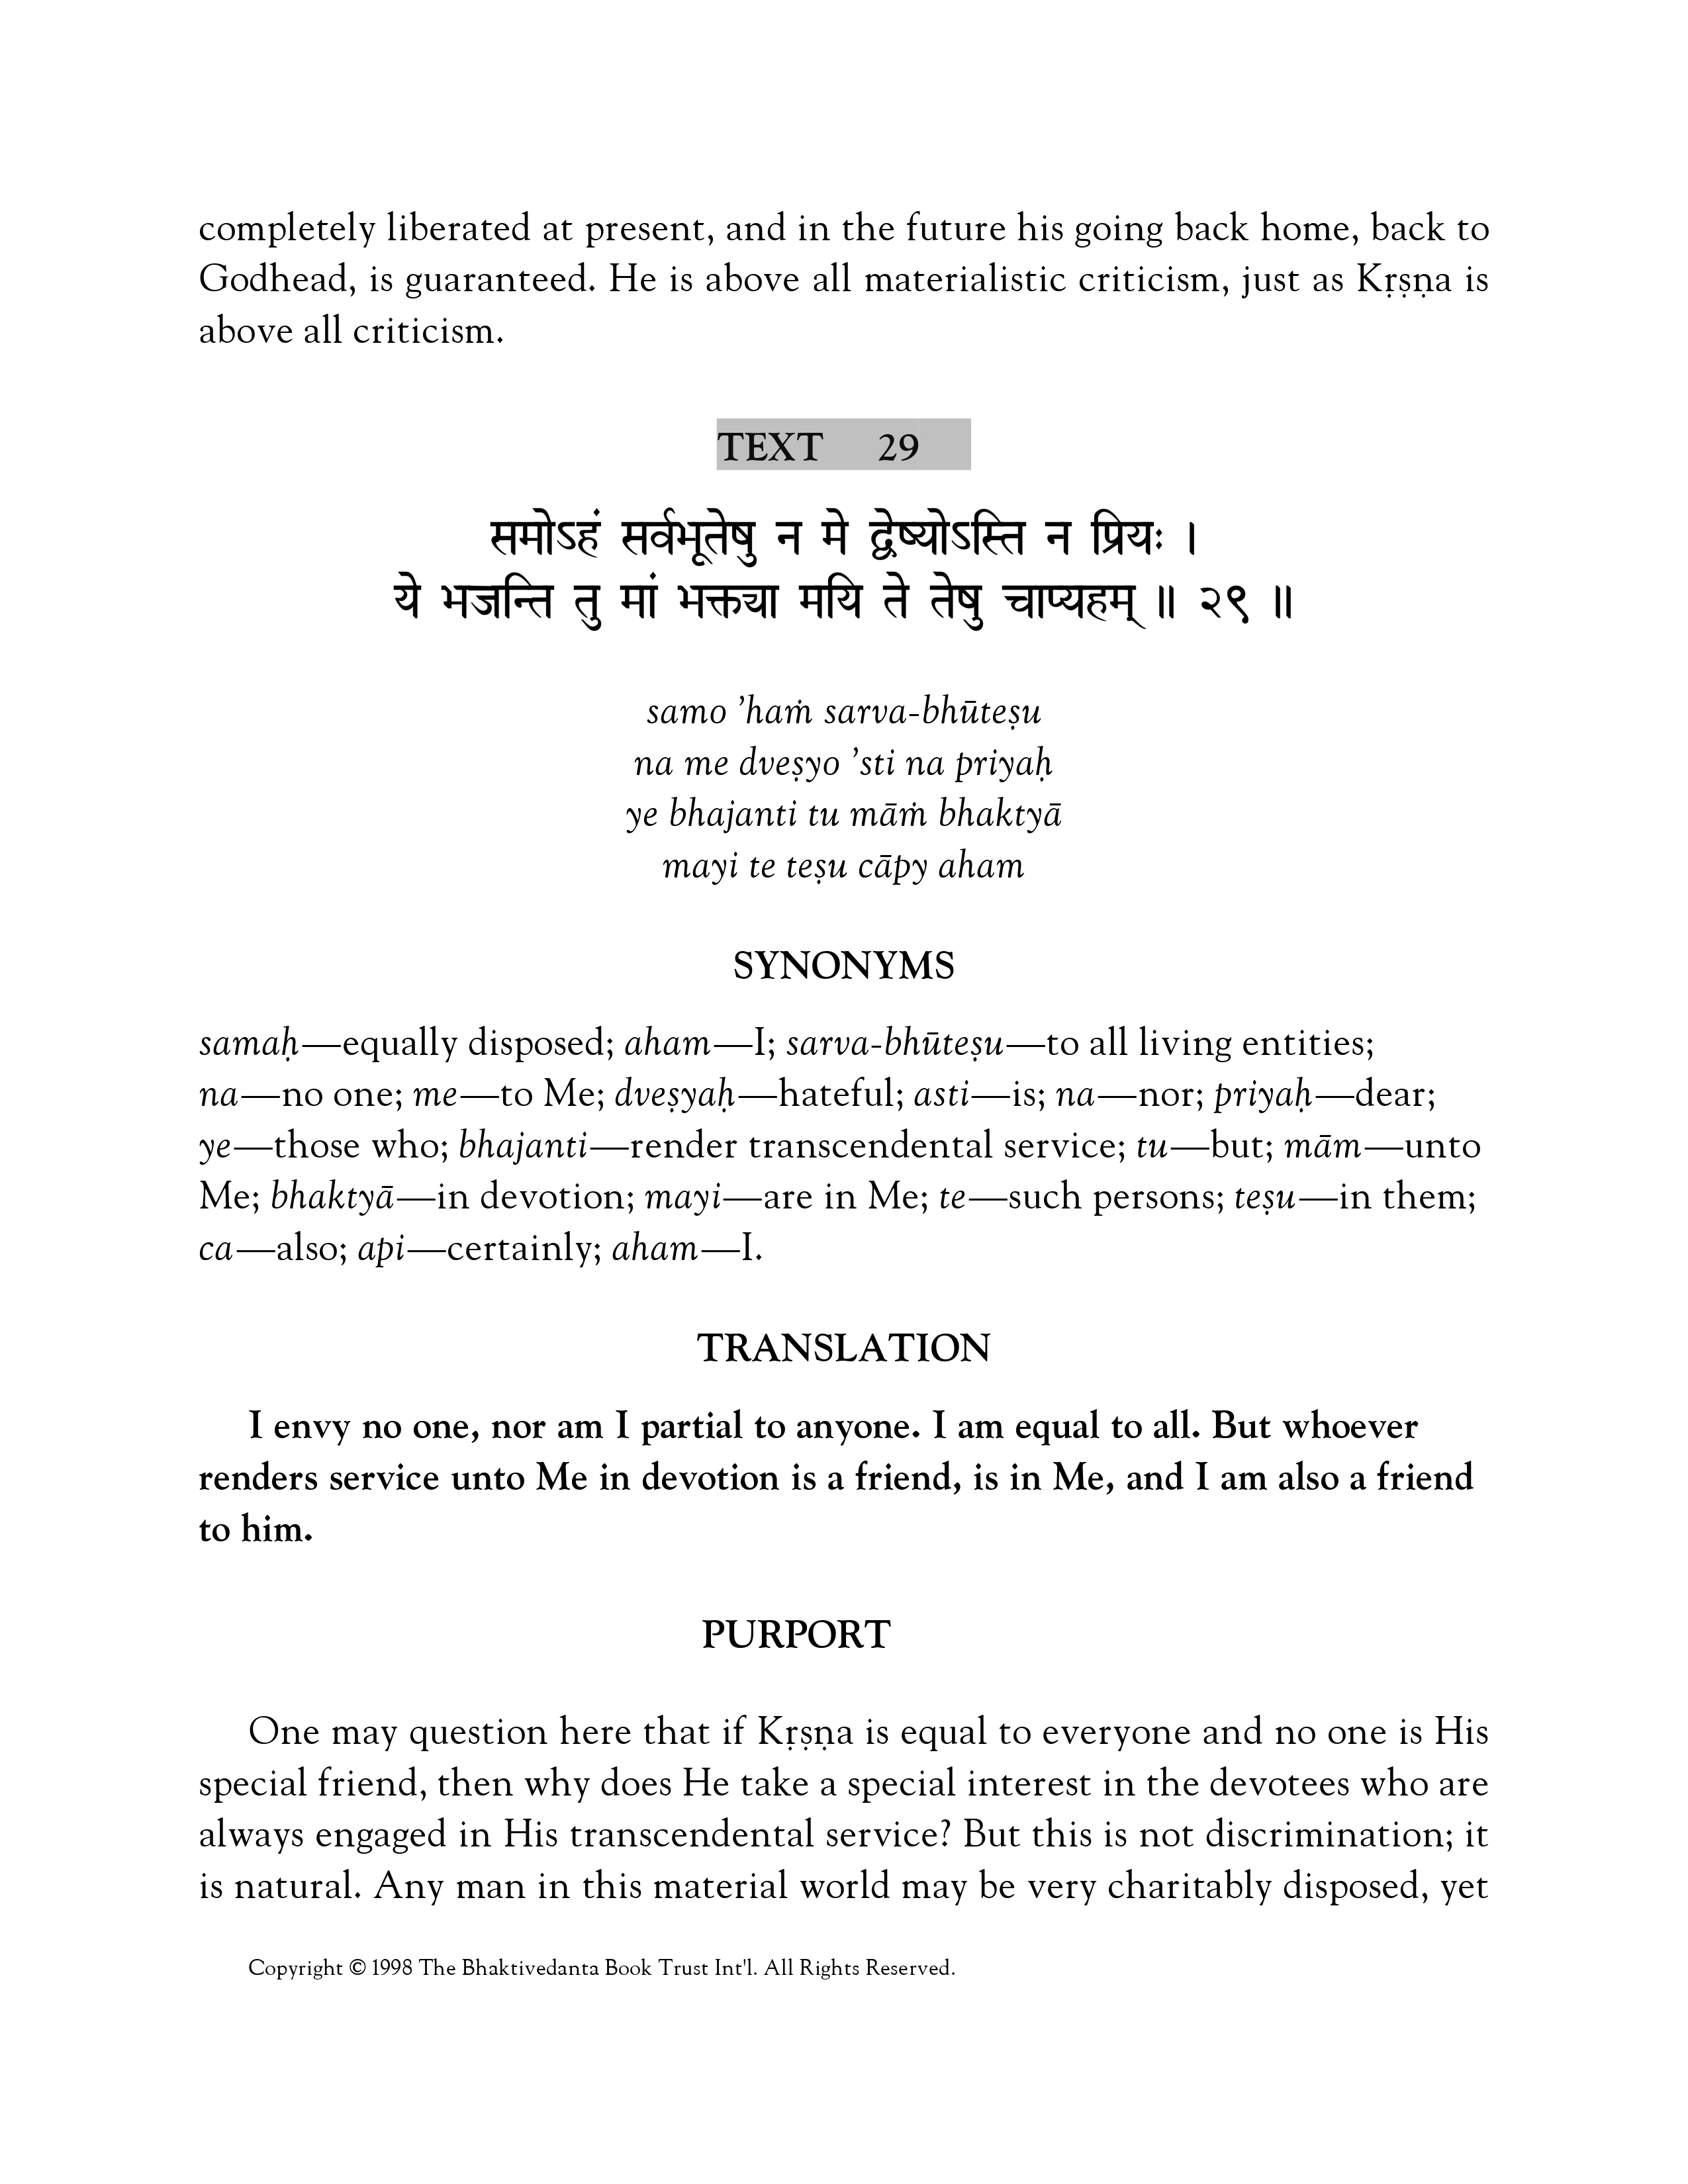 completely liberated at present, and in the future his going back home, back to
Godhead, is guaranteed. He is above all materialistic criticism, just as Kṛṣṇa is
above all criticism.
TEXT 29
समोऽहं सर्वभूतेषु न मे द्वेष्योऽस्ति न प्रियः ।
ये भजन्ति तु मां भक्त्या मयि ते तेषु चाप्यहम् ॥ २९ ॥
samo ’haṁ sarva-bhūteṣu
na me dveṣyo ’sti na priyaḥ
ye bhajanti tu māṁ bhaktyā
mayi te teṣu cāpy aham
SYNONYMS
samaḥ—equally disposed; aham—I; sarva-bhūteṣu—to all living entities;
na—no one; me—to Me; dveṣyaḥ—hateful; asti—is; na—nor; priyaḥ—dear;
ye—those who; bhajanti—render transcendental service; tu—but; mām—unto
Me; bhaktyā—in devotion; mayi—are in Me; te—such persons; teṣu—in them;
ca—also; api—certainly; aham—I.
TRANSLATION
I envy no one, nor am I partial to anyone. I am equal to all. But whoever
renders service unto Me in devotion is a friend, is in Me, and I am also a friend
to him.
PURPORT
One may question here that if Kṛṣṇa is equal to everyone and no one is His
special friend, then why does He take a special interest in the devotees who are
always engaged in His transcendental service? But this is not discrimination; it
is natural. Any man in this material world may be very charitably disposed, yet
Copyright © 1998 The Bhaktivedanta Book Trust Int'l. All Rights Reserved.